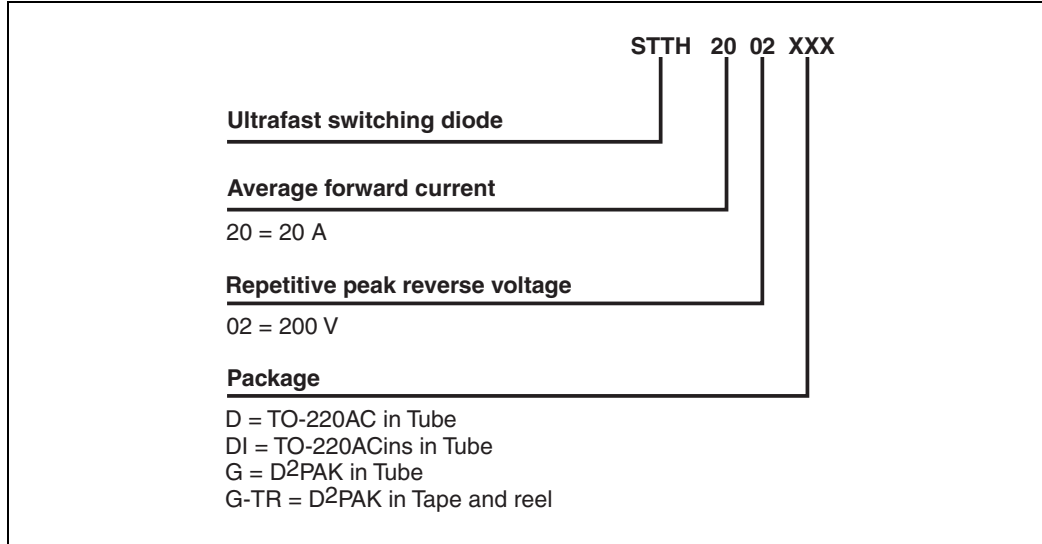 STTH 20 02 XXX
Ultrafast switching diode
Average forward current
20 = 20 A
Repetitive peak reverse voltage
02 = 200 V
Package
D = TO-220AC in Tube
DI = TO-220ACins in Tube
G = D2PAK in Tube
G-TR = D2PAK in Tape and reel